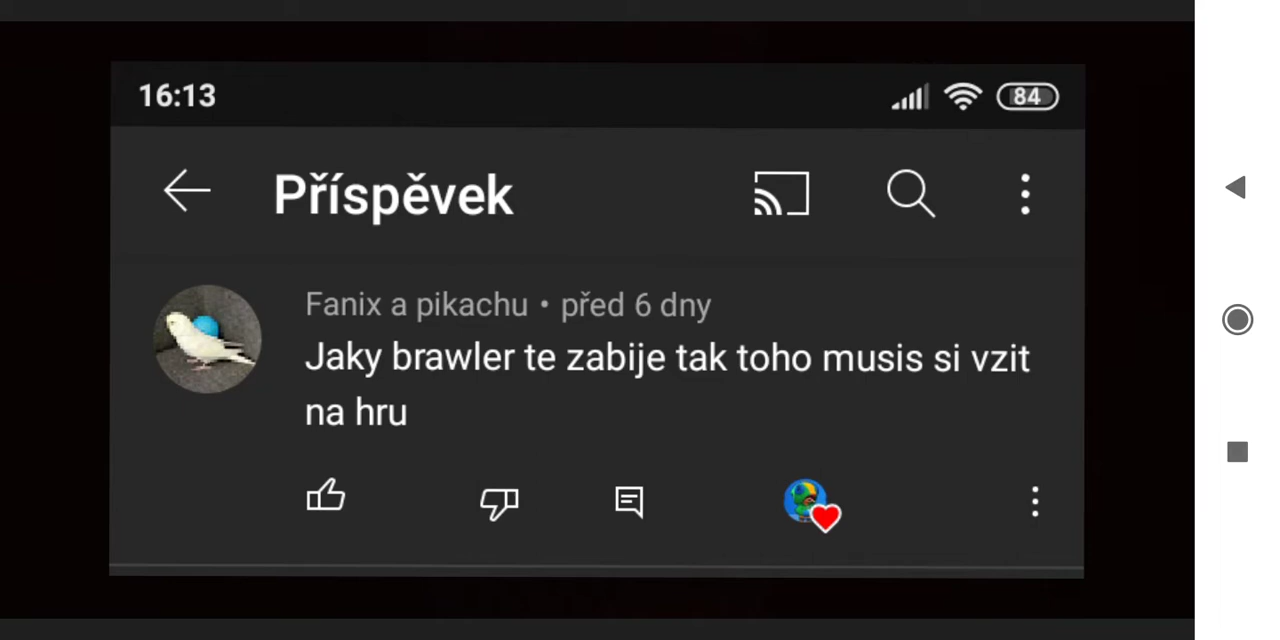 16:13
84
Příspěvek
Fanix a pikachu • před 6 dny
Jaky brawler te zabije tak toho musis si vzit
na hru